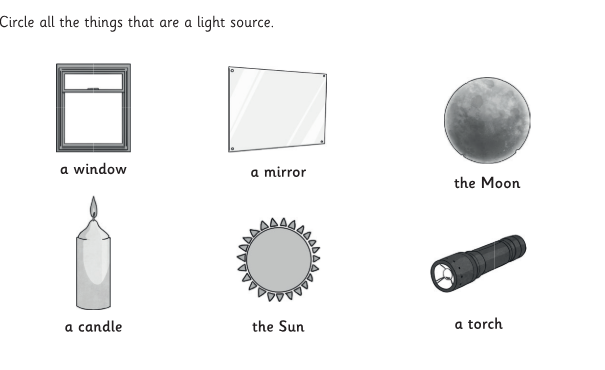 Circle all the things that are a light source.
a window
a mirror
the Moon
a candle
the Sun
a torch